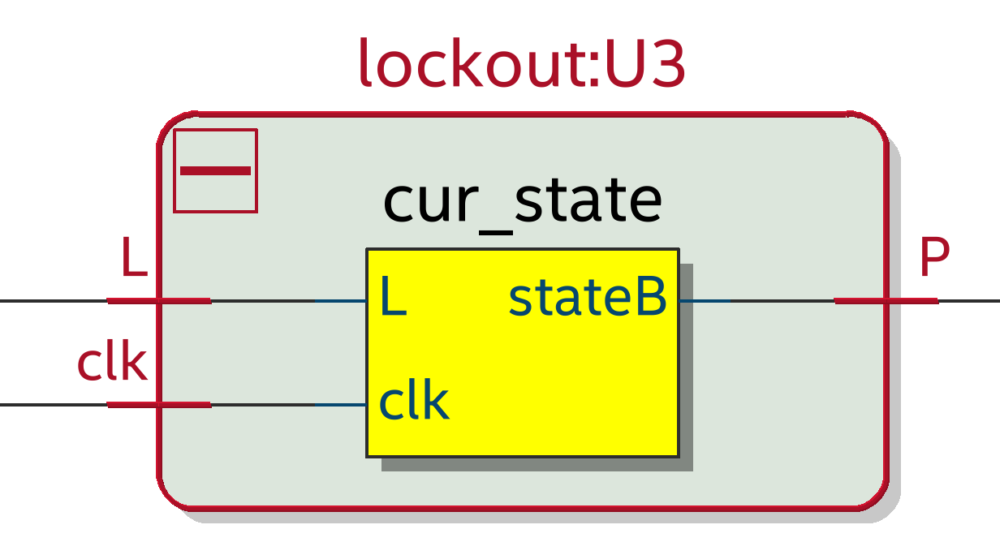 lockout:U3
cur_state
L
P
L
stateB
clk
clk